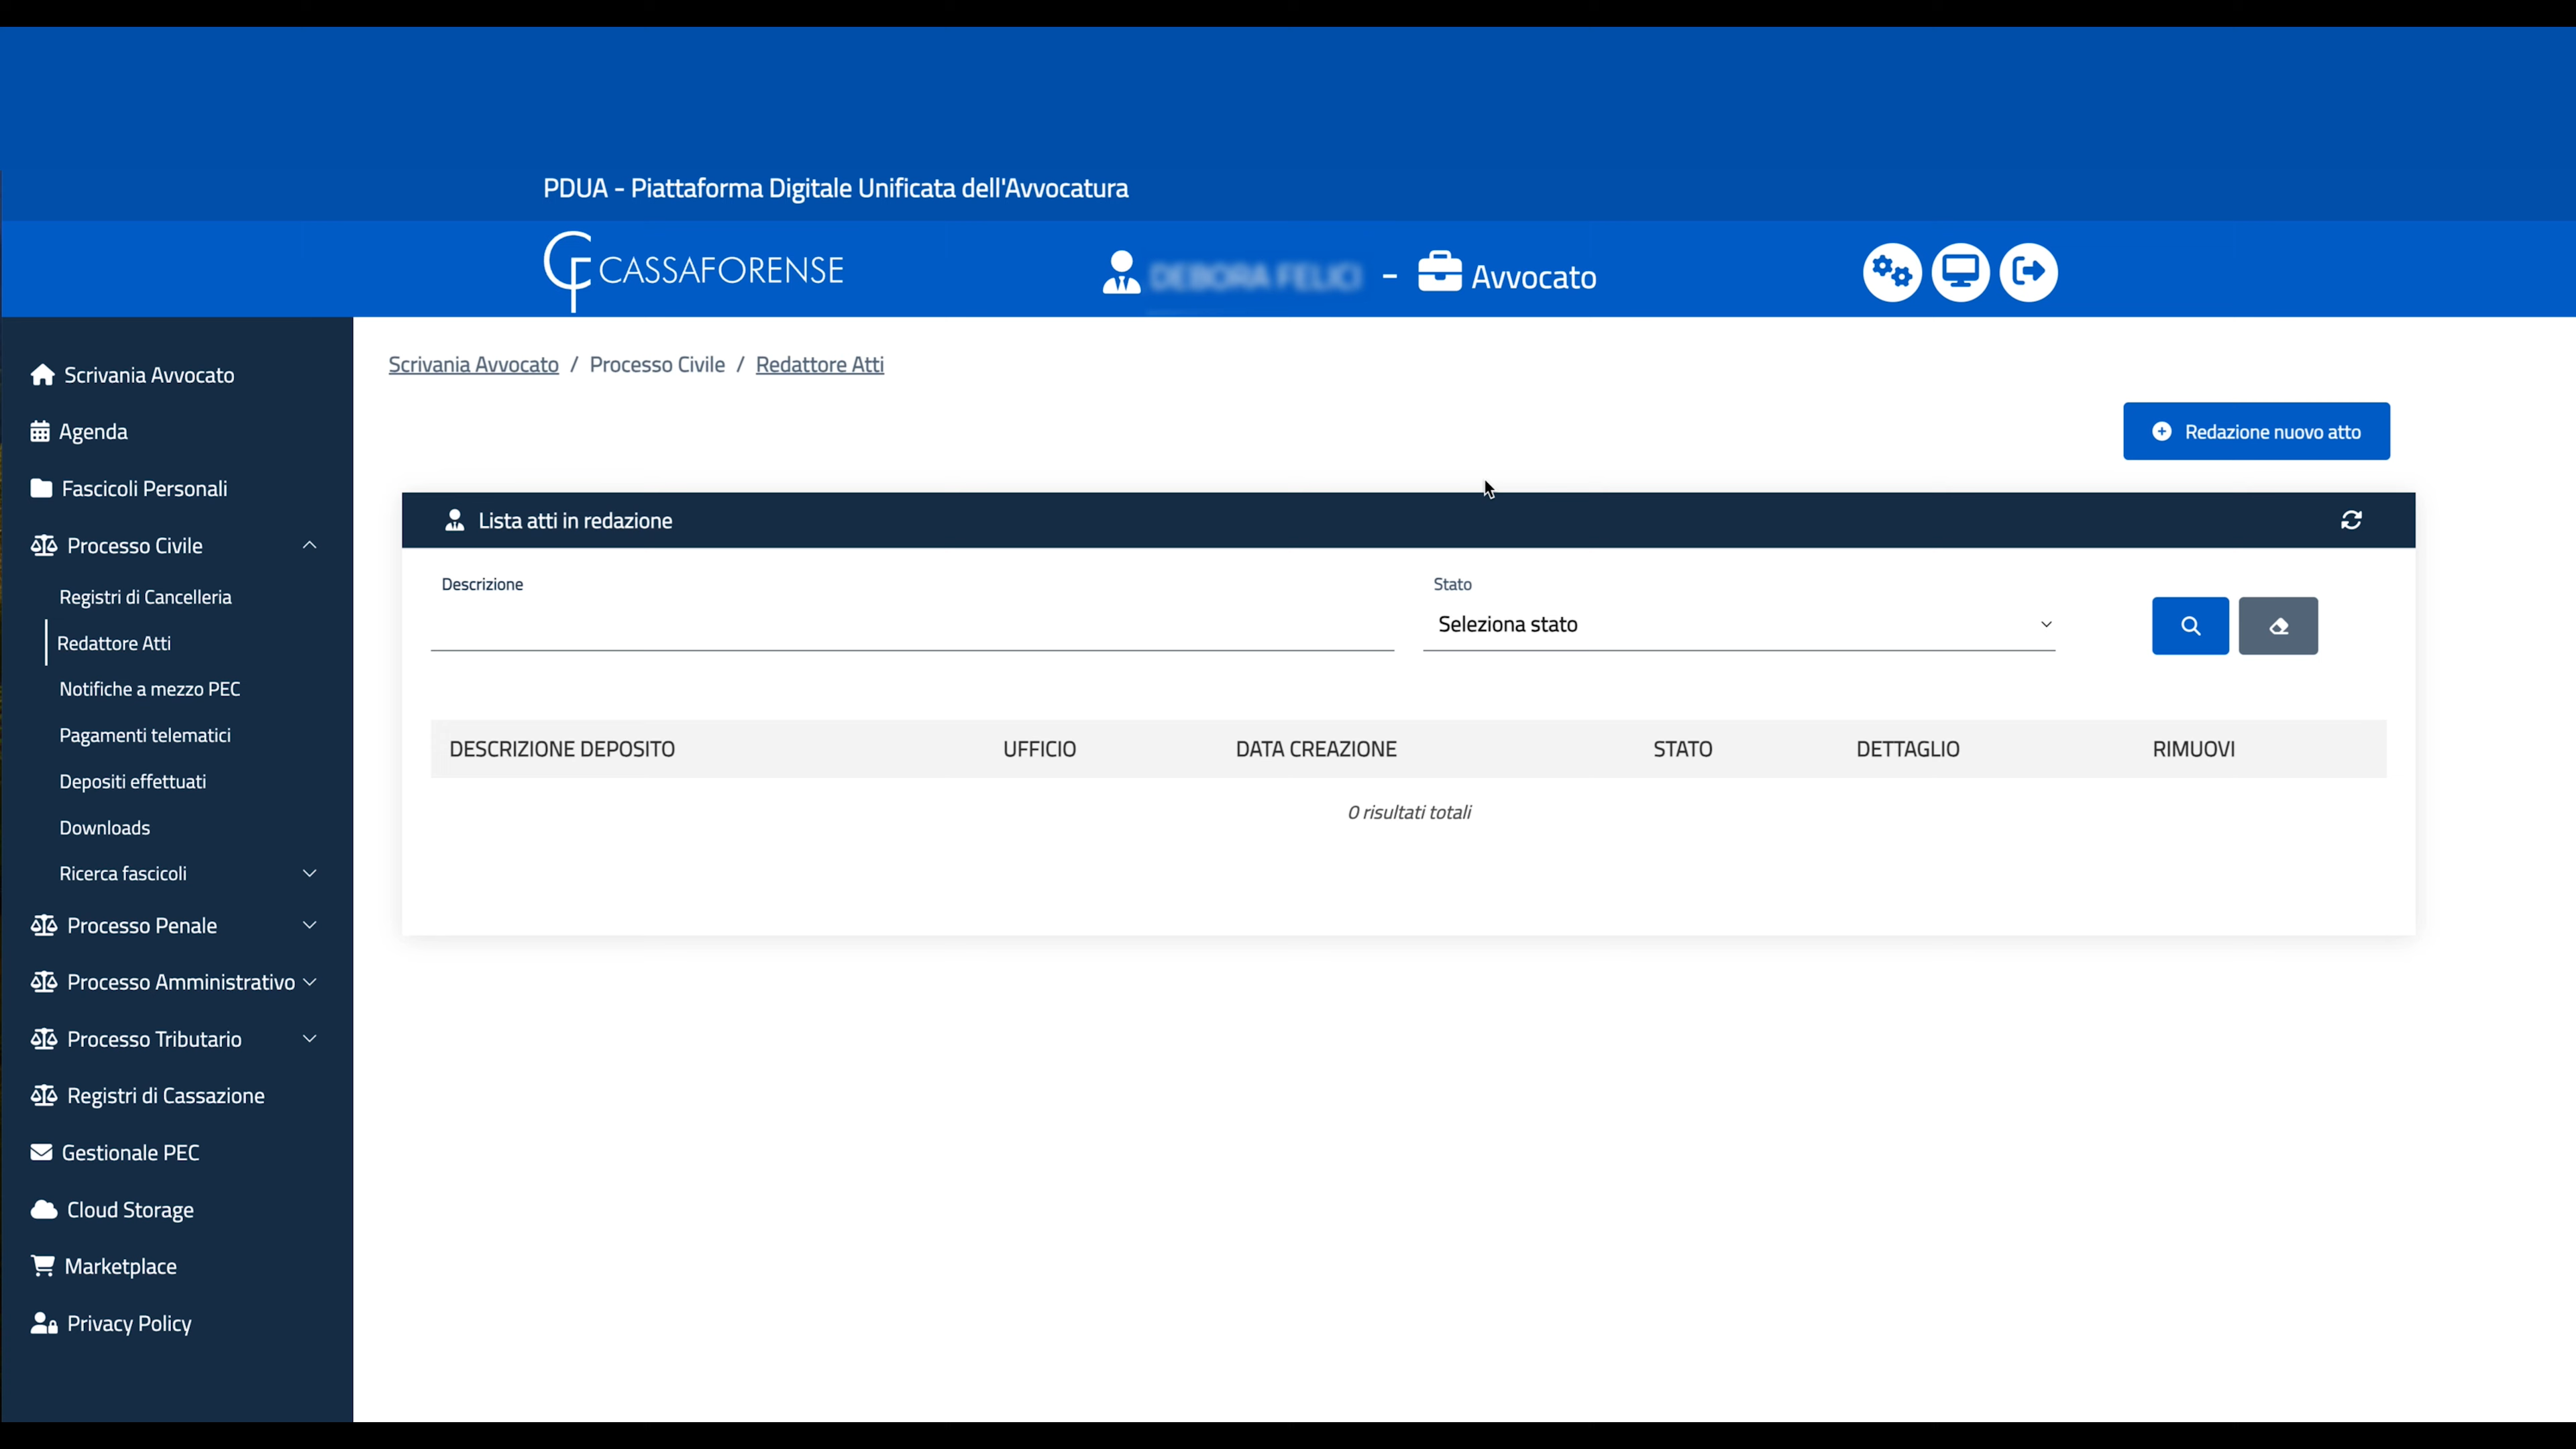 PDUA - Piattaforma Digitale Unificata dell'Avvocatura
CASSAFORENSE
- Avvocato
Scrivania Avvocato
Agenda
Fascicoli Personali
Processo Civile
Registri di Cancelleria
Redattore Atti
Notifiche a mezzo PEC
Pagamenti telematici
Depositi effettuati
Downloads
Ricerca fascicoli
Processo Penale
Processo Amministrativo
Processo Tributario
Registri di Cassazione
Gestionale PEC
Cloud Storage
Marketplace
Privacy Policy
Scrivania Avvocato / Processo Civile / Redattore Atti
Redazione nuovo atto
Lista atti in redazione
Descrizione
Stato
Seleziona stato
DESCRIZIONE DEPOSITO UFFICIO DATA CREAZIONE STATO DETTAGLIO RIMUOVI
0 risultati totali